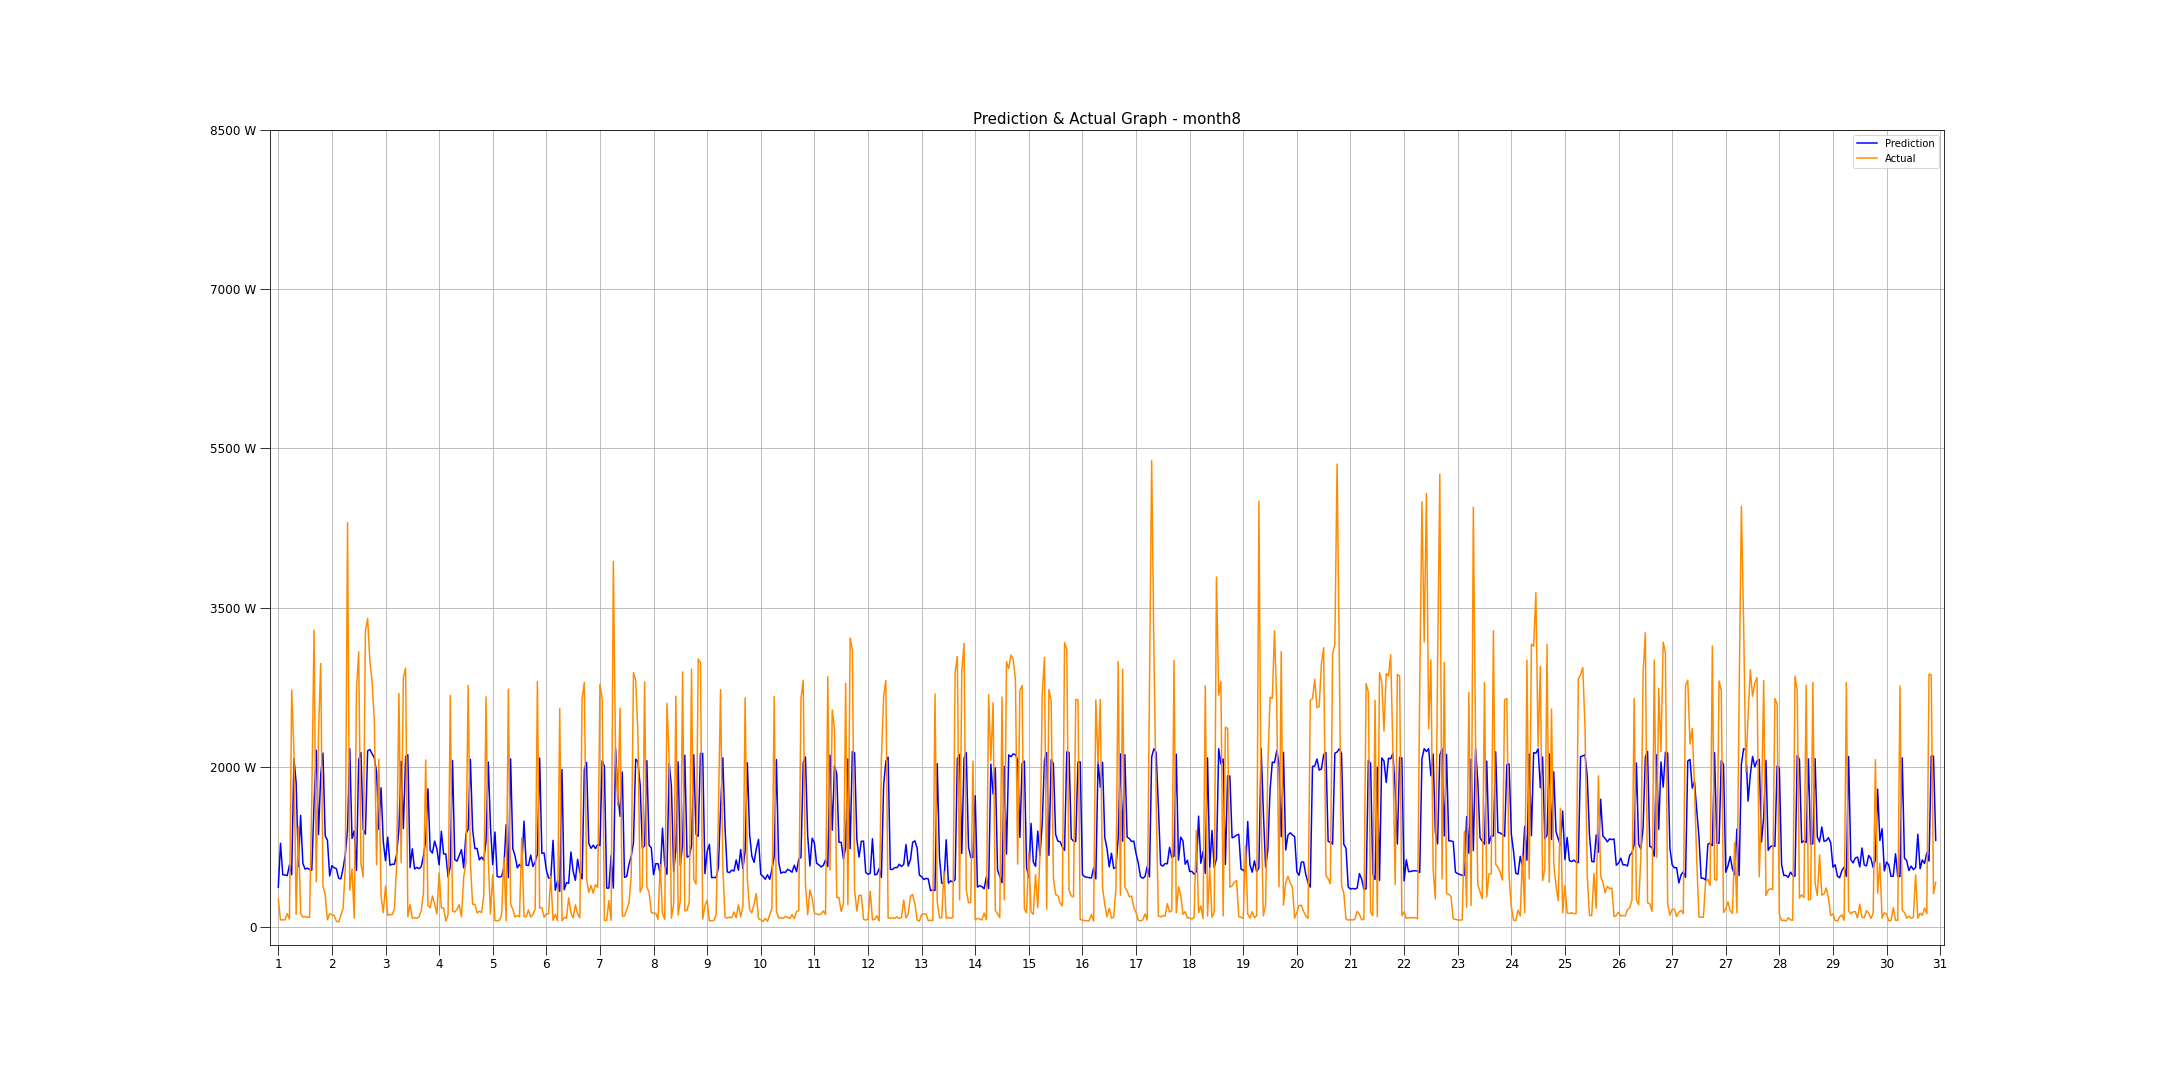 Prediction & Actual Graph - month8
8500 W
Prediction
Actual
7000 W
5500 W
3500 W
2000 W
0
1 2 3 4 5 6 7 8 9 10 11 12 13 14 15 16 17 18 19 20 21 22 23 24 25 26 27 27 28 29 30 31